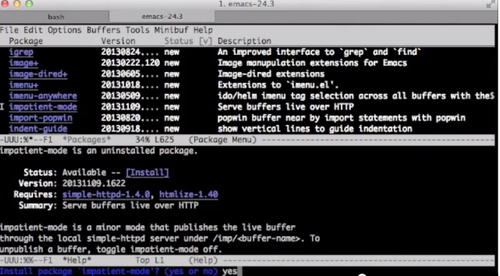 1. emacs-24.3
bash emacs-24.3
File Edit Options Buffers Tools Minibuf Help
Package Version Status [v] Description
igrep 20130824.... new An improved interface to `grep` and `find`
image+ 20130222.120 new Image manupulation extensions for Emacs
image-dired+ 20130605.... new Image-dired extensions
imenu+ 20131018.... new Extensions to `imenu.el'.
imenu-anywhere 20130509.... new ido/helm imenu tag selection across all buffers with the$
I impatient-mode 20131109.... new Serve buffers live over HTTP
import-popwin 20130820.... new popwin buffer near by import statements with popwin
indent-guide 20130918.... new show vertical lines to guide indentation
-UUU:%*--F1 *Packages* 34% L625 (Package Menu)
impatient-mode is an uninstalled package.
Status: Available -- [Install]
Version: 20131109.1622
Requires: simple-httpd-1.4.0, htmlize-1.40
Summary: Serve buffers live over HTTP
impatient-mode is a minor mode that publishes the live buffer
through the local simple-httpd server under /imp/<buffer-name>. To
unpublish a buffer, toggle impatient-mode off.
-UUU:%%--F1 *Help* Top L1 (Help)
Install package `impatient-mode'? (yes or no) yes